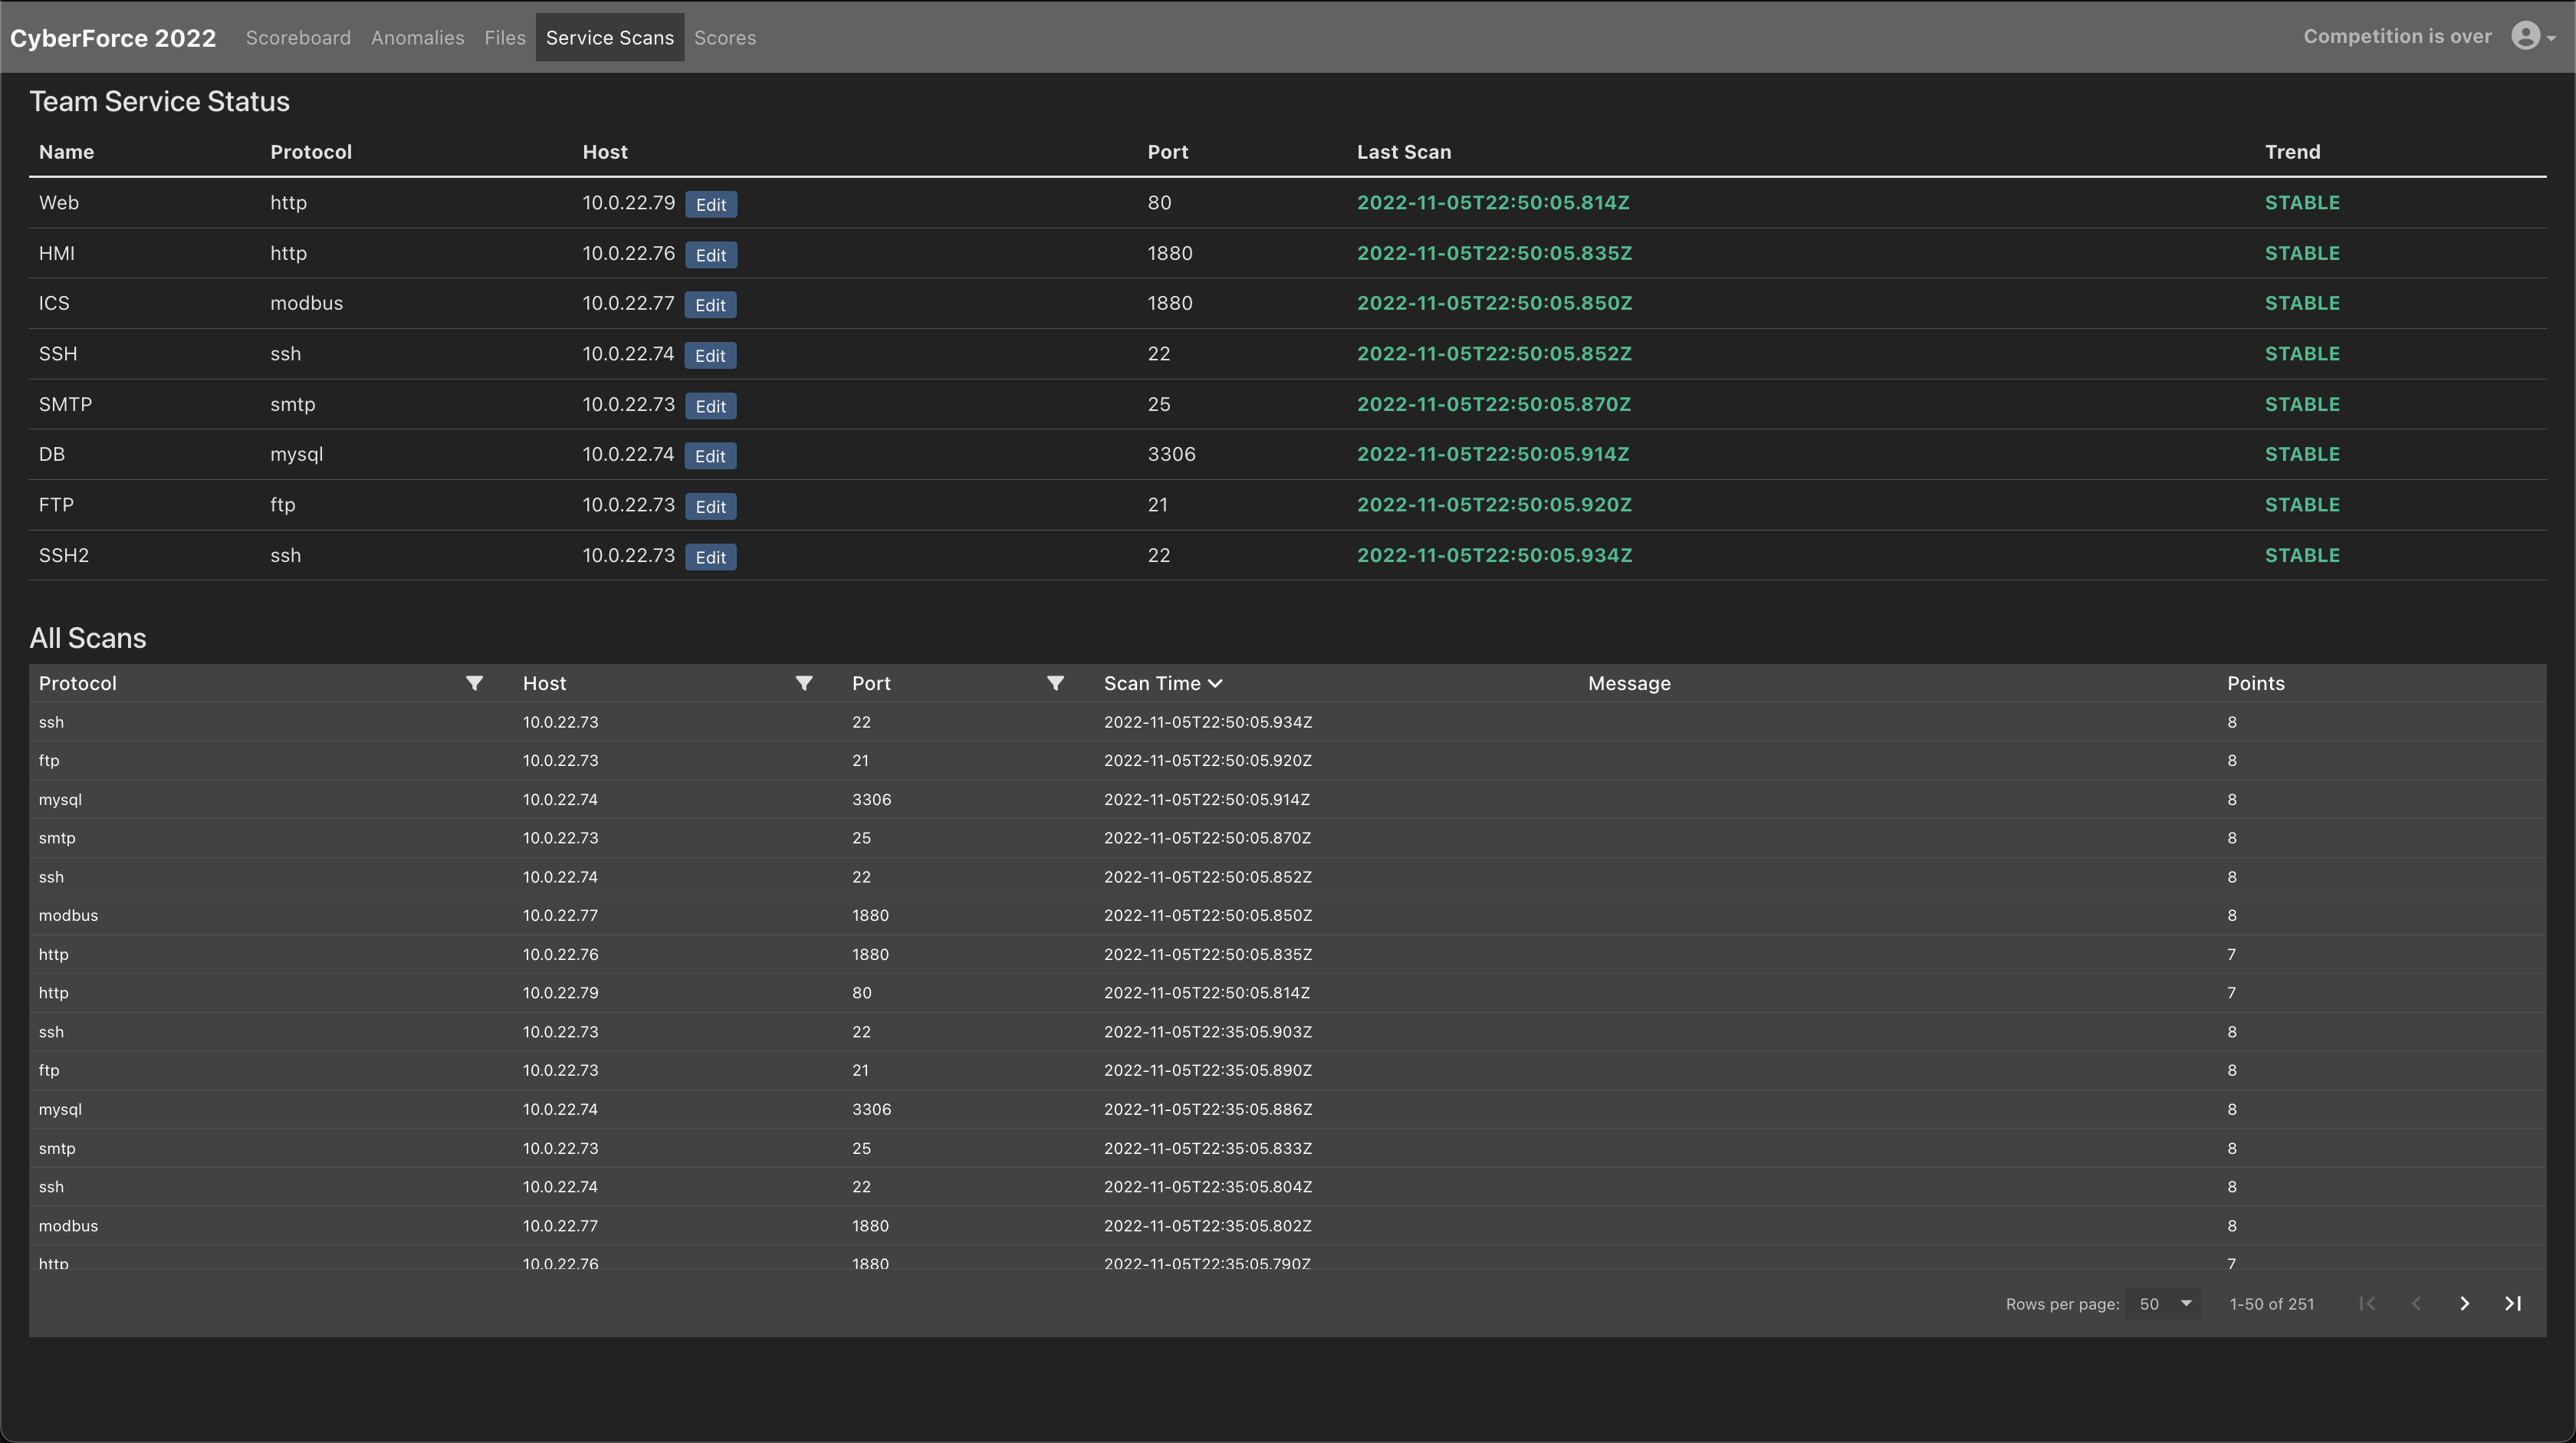 CyberForce 2022 Scoreboard Anomalies Files Service Scans Scores Competition is over
Team Service Status
Name Protocol Host Port Last Scan Trend
Web http 10.0.22.79 Edit 80 2022-11-05T22:50:05.814Z STABLE
HMI http 10.0.22.76 Edit 1880 2022-11-05T22:50:05.835Z STABLE
ICS modbus 10.0.22.77 Edit 1880 2022-11-05T22:50:05.850Z STABLE
SSH ssh 10.0.22.74 Edit 22 2022-11-05T22:50:05.852Z STABLE
SMTP smtp 10.0.22.73 Edit 25 2022-11-05T22:50:05.870Z STABLE
DB mysql 10.0.22.74 Edit 3306 2022-11-05T22:50:05.914Z STABLE
FTP ftp 10.0.22.73 Edit 21 2022-11-05T22:50:05.920Z STABLE
SSH2 ssh 10.0.22.73 Edit 22 2022-11-05T22:50:05.934Z STABLE
All Scans
Protocol Host Port Scan Time Message Points
ssh 10.0.22.73 22 2022-11-05T22:50:05.934Z 8
ftp 10.0.22.73 21 2022-11-05T22:50:05.920Z 8
mysql 10.0.22.74 3306 2022-11-05T22:50:05.914Z 8
smtp 10.0.22.73 25 2022-11-05T22:50:05.870Z 8
ssh 10.0.22.74 22 2022-11-05T22:50:05.852Z 8
modbus 10.0.22.77 1880 2022-11-05T22:50:05.850Z 8
http 10.0.22.76 1880 2022-11-05T22:50:05.835Z 7
http 10.0.22.79 80 2022-11-05T22:50:05.814Z 7
ssh 10.0.22.73 22 2022-11-05T22:35:05.903Z 8
ftp 10.0.22.73 21 2022-11-05T22:35:05.890Z 8
mysql 10.0.22.74 3306 2022-11-05T22:35:05.886Z 8
smtp 10.0.22.73 25 2022-11-05T22:35:05.833Z 8
ssh 10.0.22.74 22 2022-11-05T22:35:05.804Z 8
modbus 10.0.22.77 1880 2022-11-05T22:35:05.802Z 8
http 10.0.22.76 1880 2022-11-05T22:35:05.790Z 7
Rows per page: 50 1-50 of 251